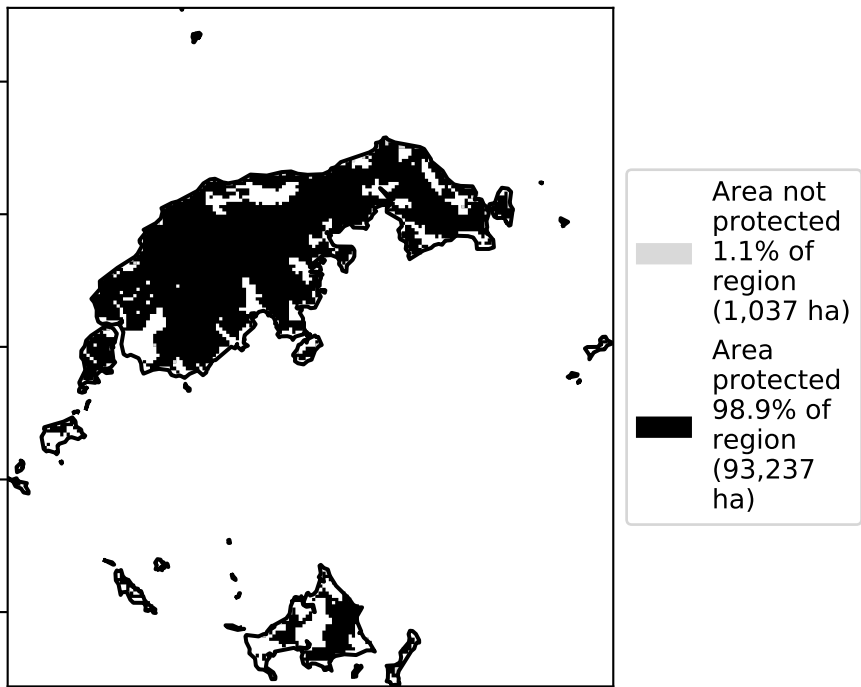 Area not
protected
1.1% of
region
(1,037 ha)
Area
protected
98.9% of
region
(93,237
ha)